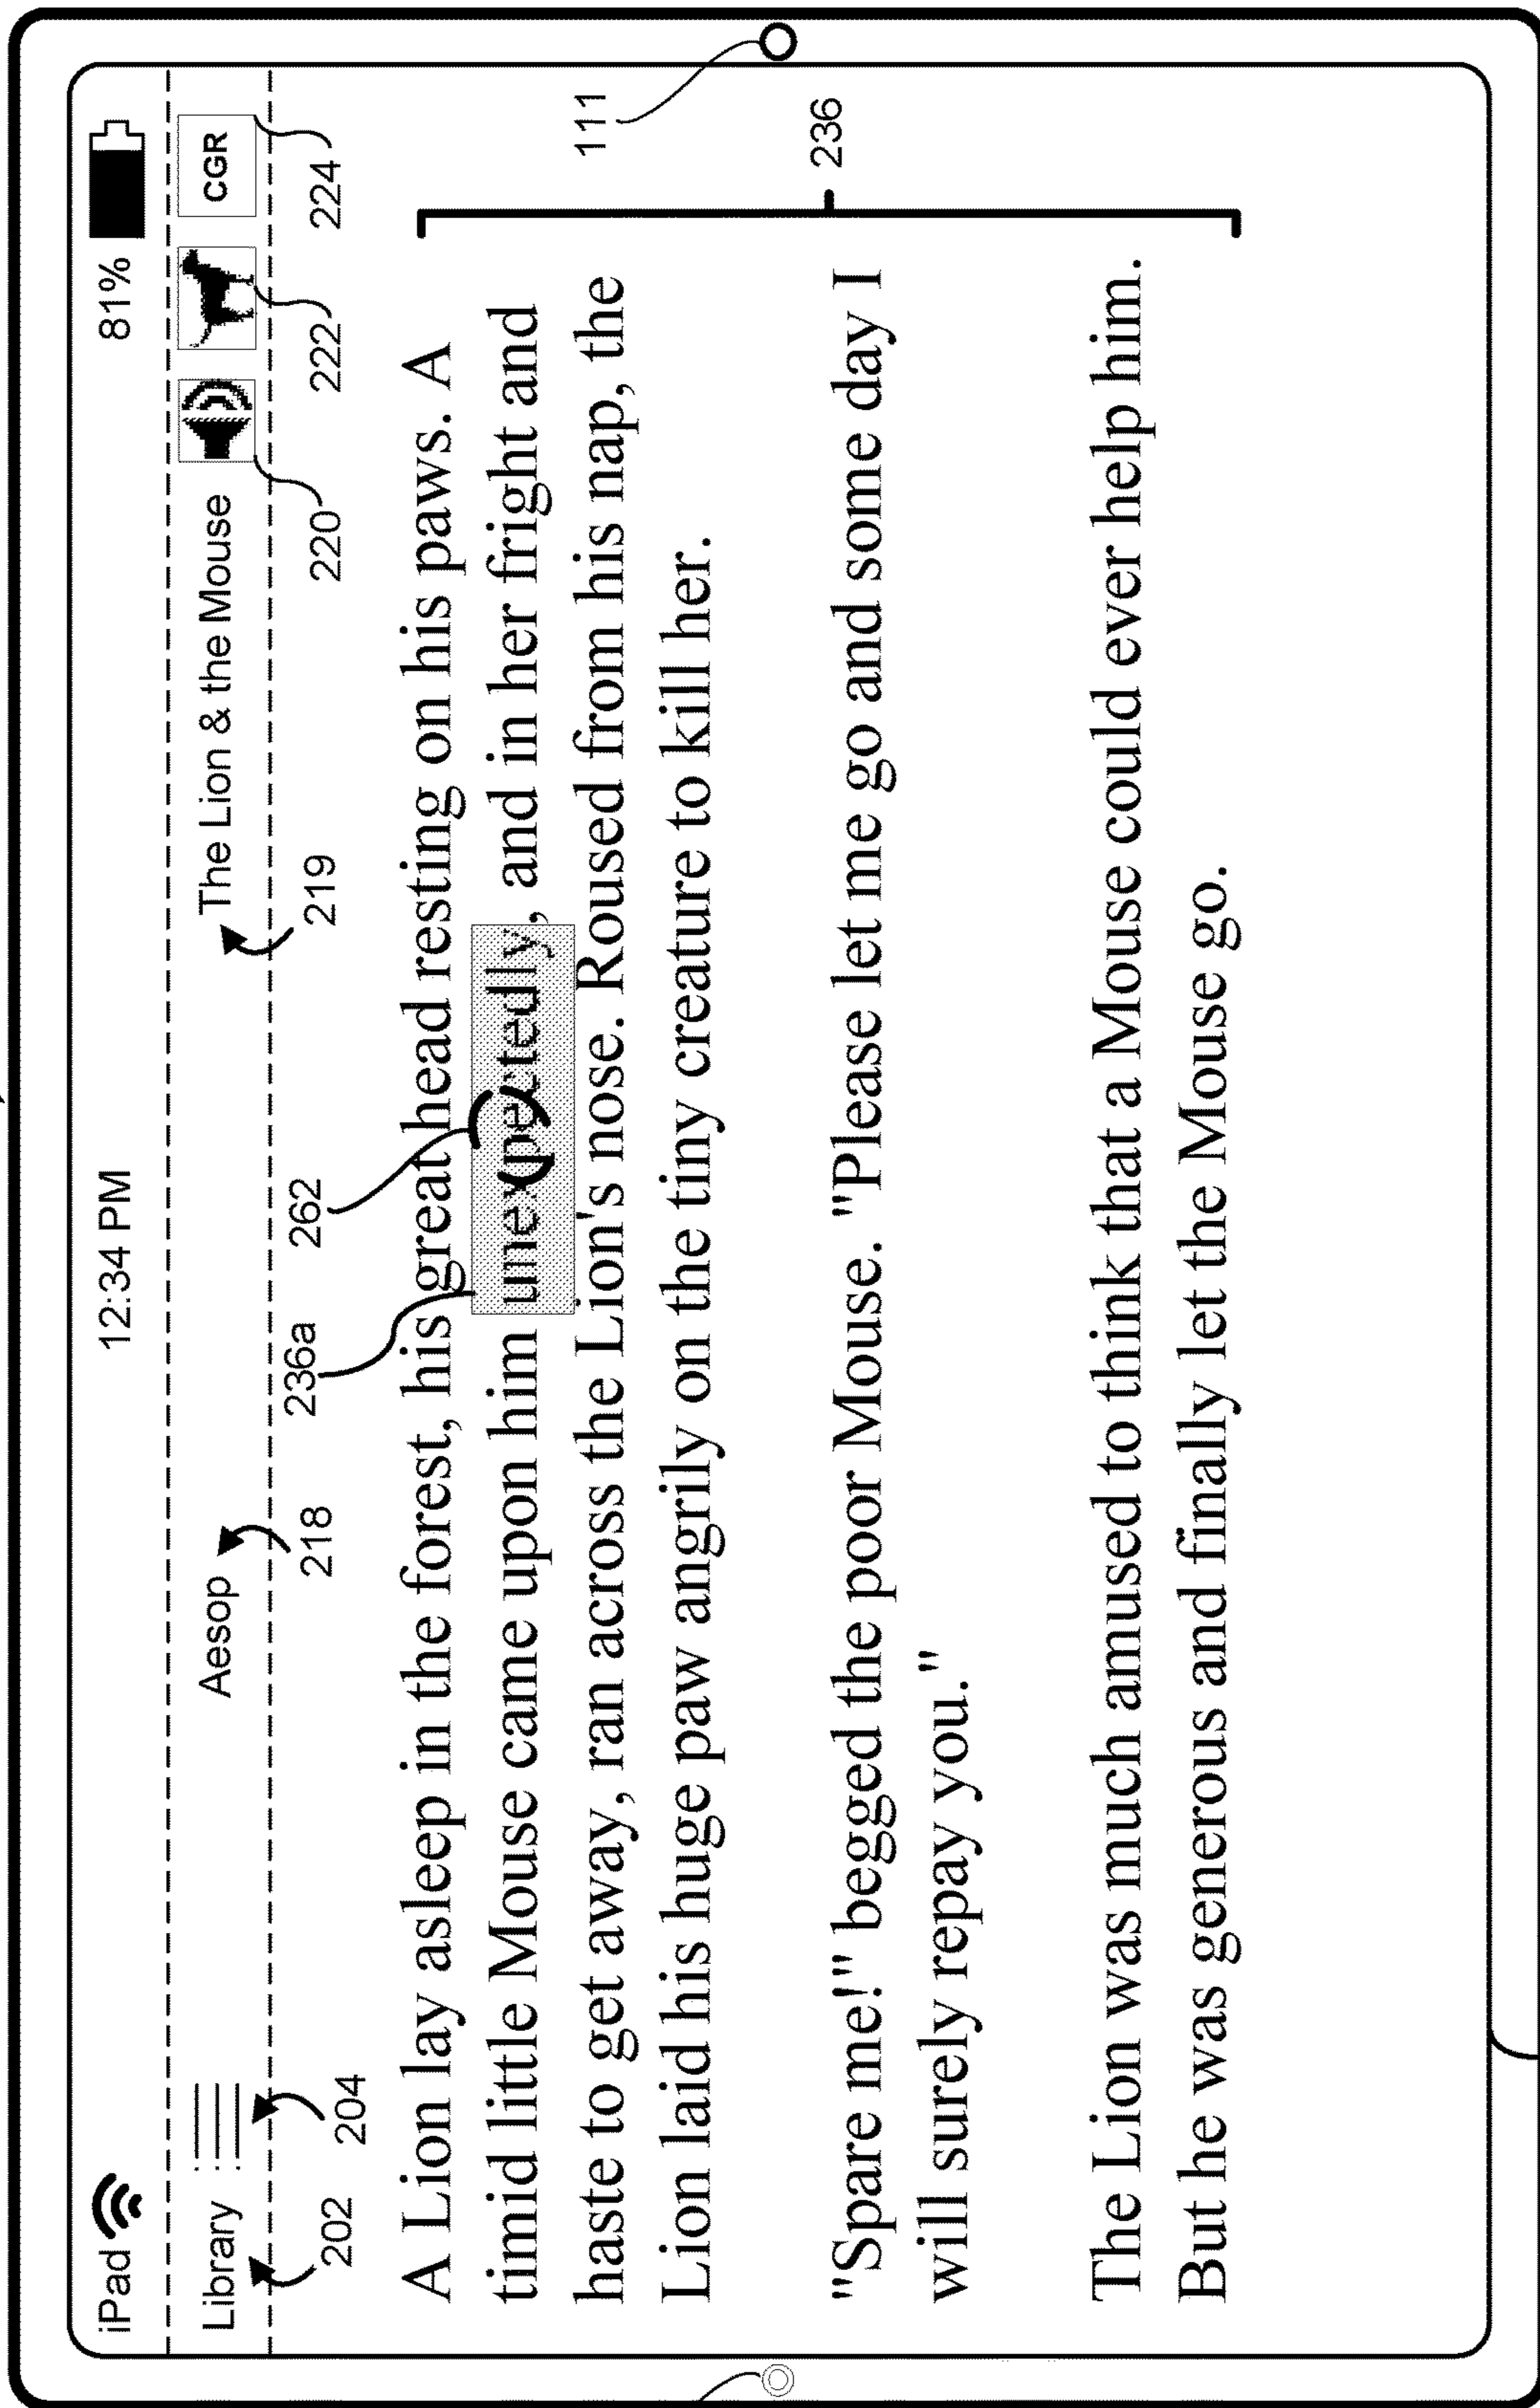 iPad 12:34 PM 81%
Library Aesop The Lion & the Mouse CGR
202 204 218 236a 262 219 220 222 224
A Lion lay asleep in the forest, his great head resting on his paws. A
timid little Mouse came upon him unexpectedly, and in her fright and
haste to get away, ran across the Lion's nose. Roused from his nap, the
Lion laid his huge paw angrily on the tiny creature to kill her.
111
"Spare me!" begged the poor Mouse. "Please let me go and some day I
will surely repay you."
236
The Lion was much amused to think that a Mouse could ever help him.
But he was generous and finally let the Mouse go.